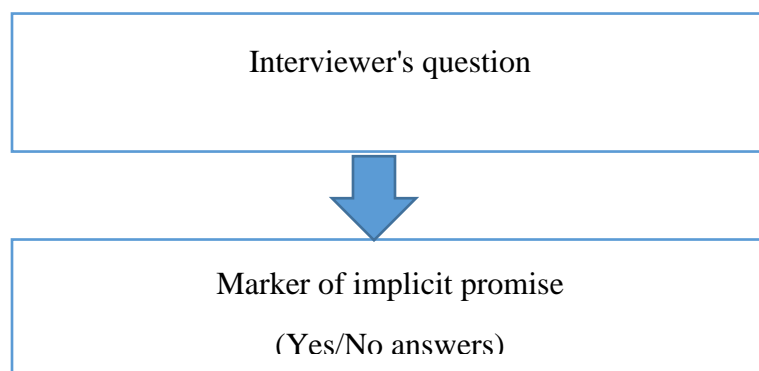 Interviewer's question
Marker of implicit promise
(Yes/No answers)